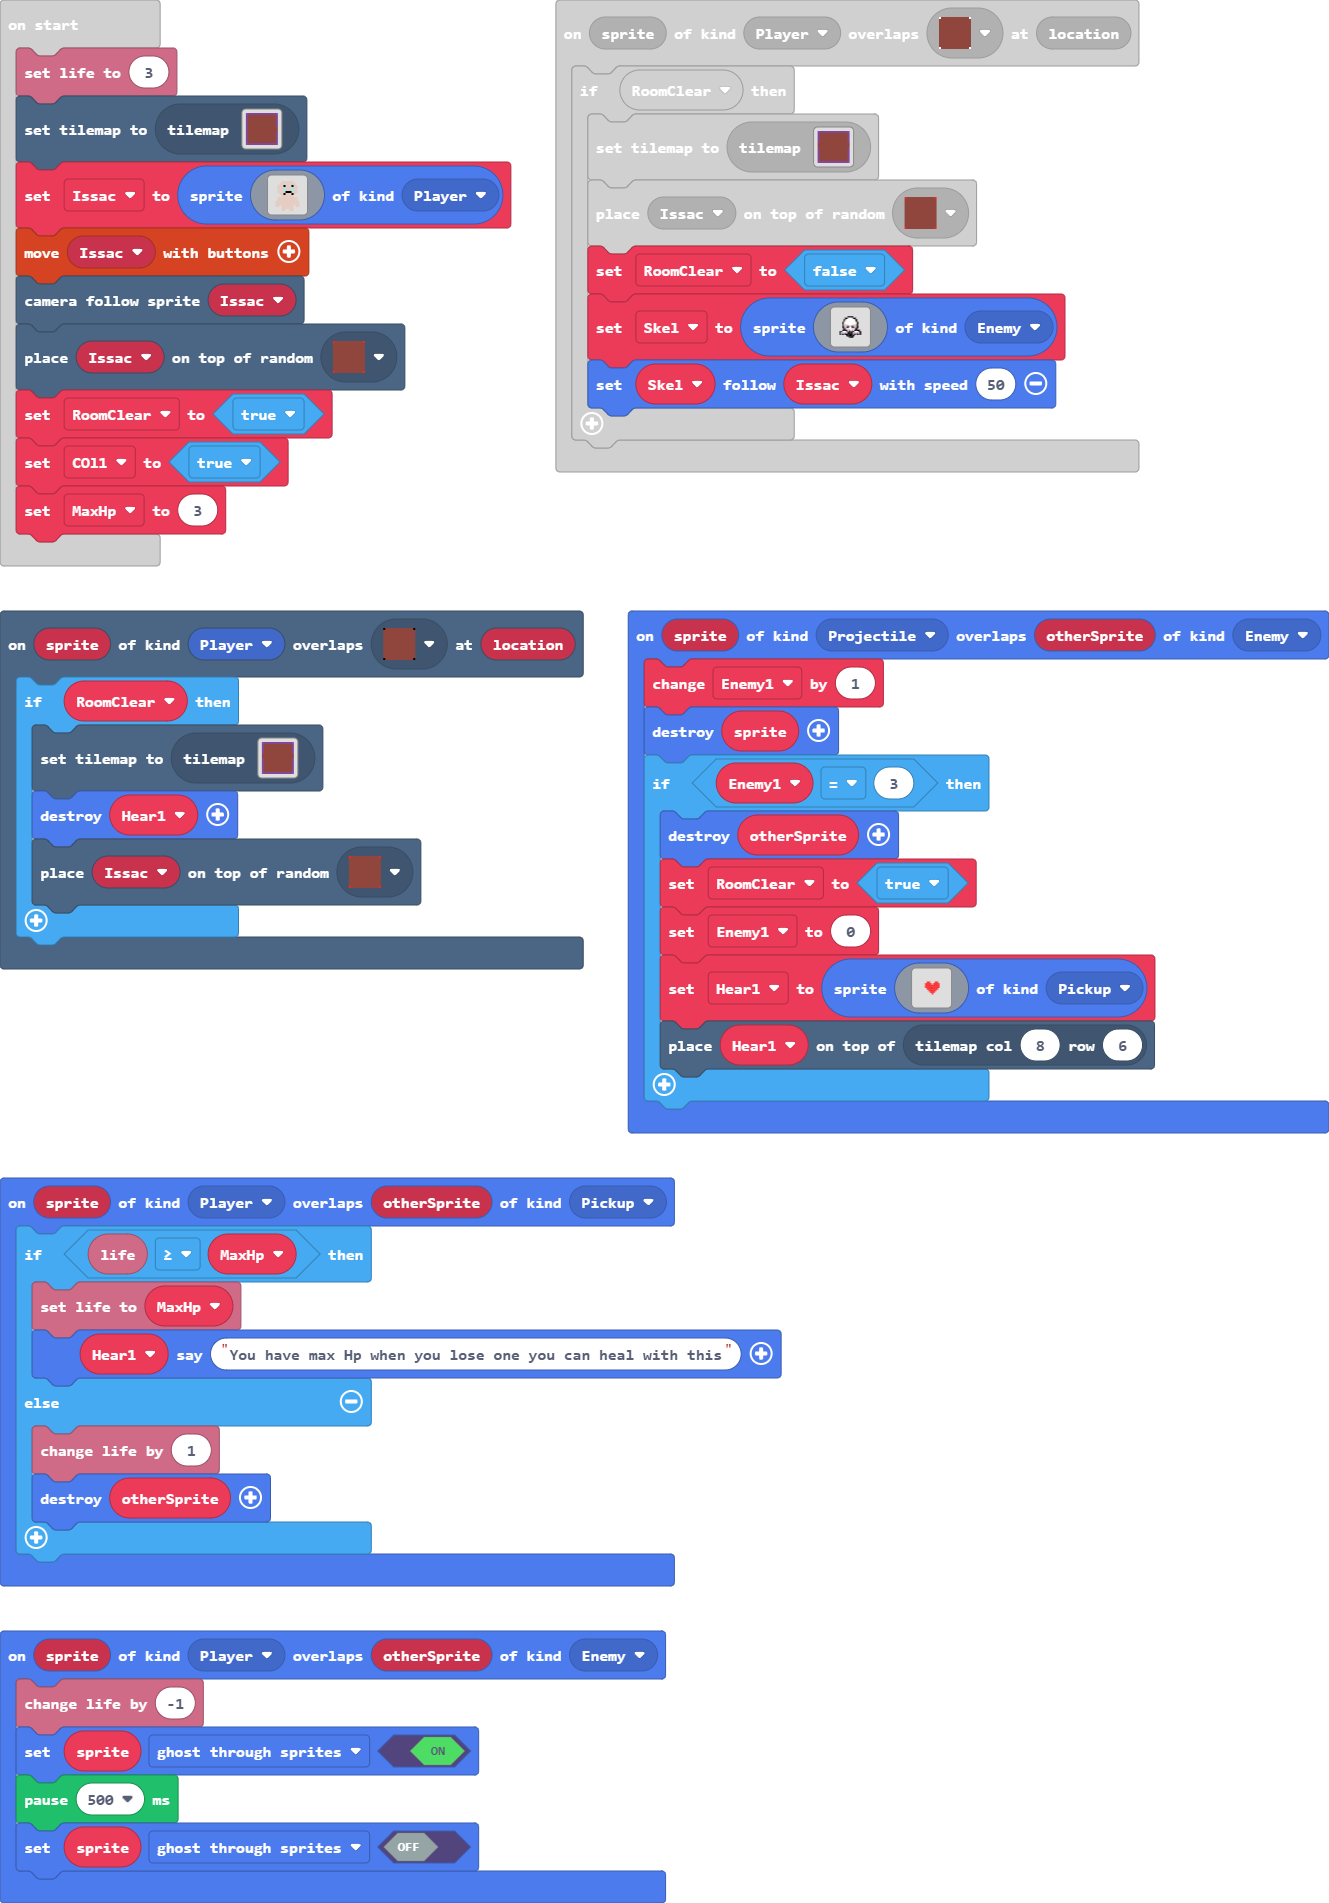 on start
set life to 3
set tilemap to tilemap
set Issac to sprite of kind Player
move Issac with buttons
camera follow sprite Issac
place Issac on top of random
set RoomClear to true
set COl1 to true
set MaxHp to 3
on sprite of kind Player overlaps at location
if RoomClear then
set tilemap to tilemap
place Issac on top of random
set RoomClear to false
set Skel to sprite of kind Enemy
set Skel follow Issac with speed 50
on sprite of kind Player overlaps at location
if RoomClear then
set tilemap to tilemap
destroy Hear1
place Issac on top of random
on sprite of kind Projectile overlaps otherSprite of kind Enemy
change Enemy1 by 1
destroy sprite
if Enemy1 = 3 then
destroy otherSprite
set RoomClear to true
set Enemy1 to 0
set Hear1 to sprite of kind Pickup
place Hear1 on top of tilemap col 8 row 6
on sprite of kind Player overlaps otherSprite of kind Pickup
if life ≥ MaxHp then
set life to MaxHp
Hear1 say "You have max Hp when you lose one you can heal with this"
else
change life by 1
destroy otherSprite
on sprite of kind Player overlaps otherSprite of kind Enemy
change life by -1
set sprite ghost through sprites ON
pause 500 ms
set sprite ghost through sprites OFF